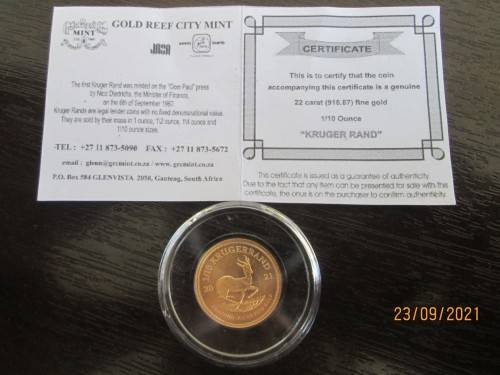 MINT
GOLD REEF CITY MINT
The first Kruger Rand was minted on the "Oom Paul" press
by Nico Diedrichs, the Minister of Finance,
on the 6th of September 1967.
Kruger Rands are legal tender coins with no fixed denominational value.
They are sold by their mass in 1 ounce, 1\2 ounce, 1\4 ounce and
1\10 ounce sizes.
TEL : +27 11 873-5090 FAX : +27 11 873-5672
email : glenn@grcmint.co.za www.grcmint.co.za
P.O. Box 584 GLENVISTA 2058, Gauteng, South Africa
CERTIFICATE
This is to certify that the coin
accompanying this certificate is a genuine
22 carat (916.67) fine gold
1/10 Ounce
"KRUGER RAND"
This certificate is issued as a guarantee of authenticity.
Due to the fact that any item can be presented for sale with this
certificate, the onus is on the purchaser to confirm authenticity.
1/10 KRUGERRAND
20 21
23/09/2021